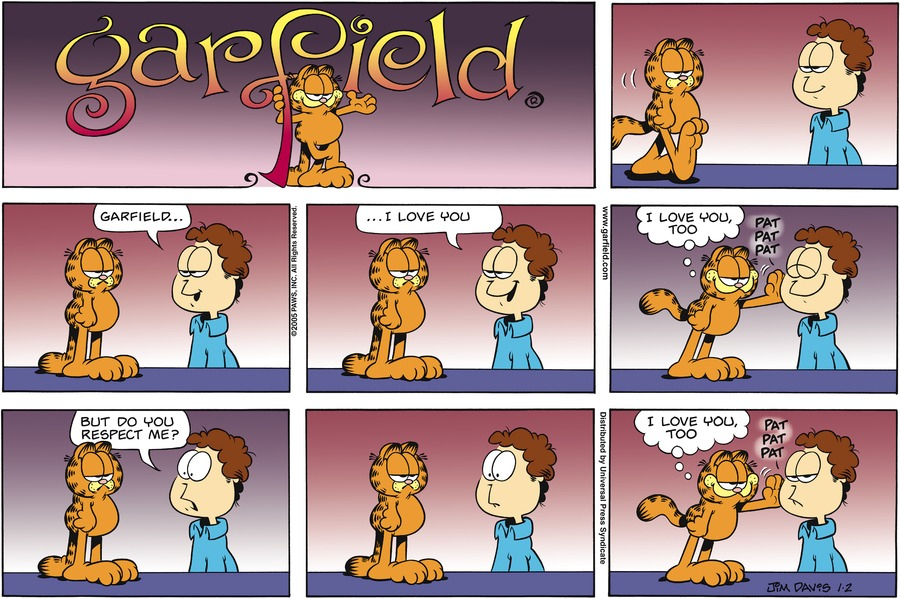 garfield
GARFIELD...
©2005 PAWS, INC. All Rights Reserved.
...I LOVE YOU
www.garfield.com
I LOVE YOU,
TOO
PAT
PAT
PAT
BUT DO YOU
RESPECT ME?
Distributed by Universal Press Syndicate
I LOVE YOU,
TOO
PAT
PAT
PAT
JIM DAVIS 1·2